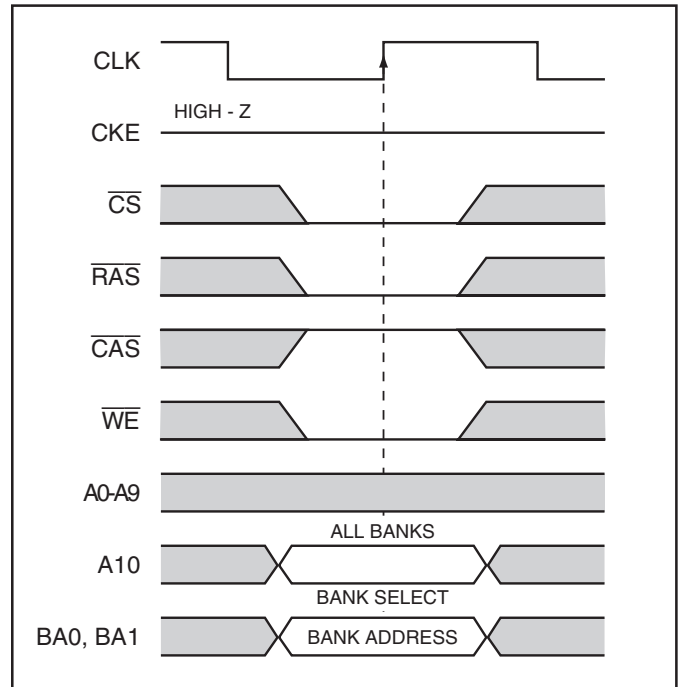 CLK
HIGH - Z
CKE
CS
RAS
CAS
WE
A0-A9
ALL BANKS
A10
BANK SELECT
BA0, BA1
BANK ADDRESS